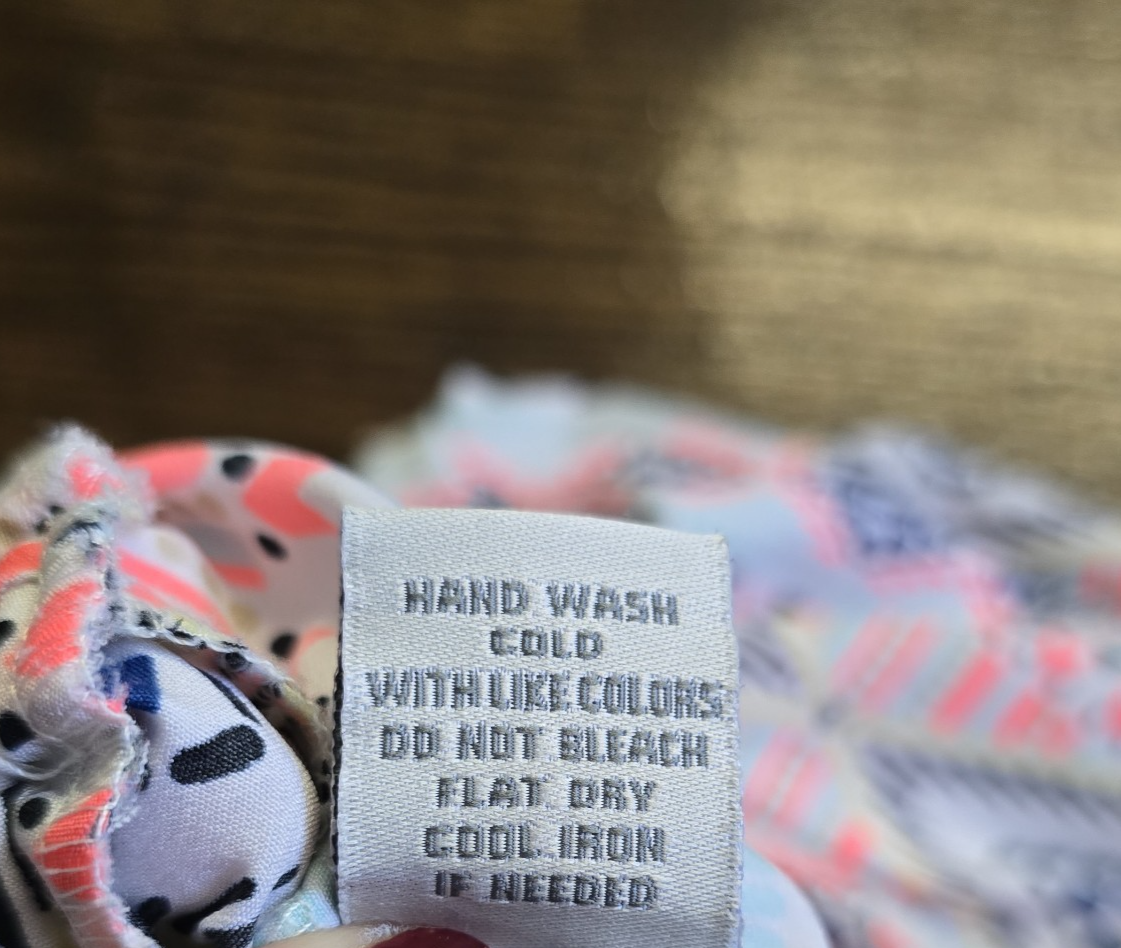 HAND WASH
COLD
WITH LIKE COLORS
DO NOT BLEACH
FLAT DRY
COOL IRON
IF NEEDED